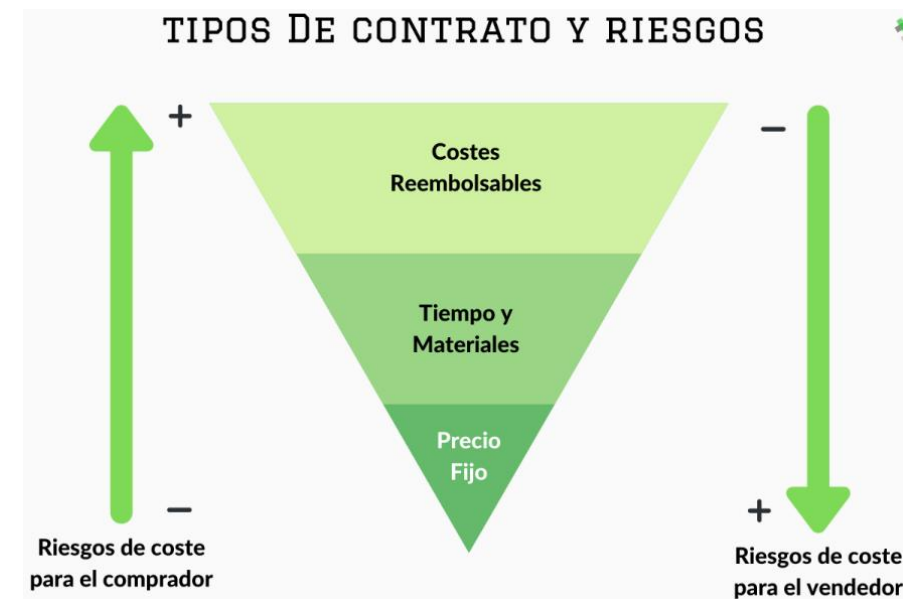 TIPOS DE CONTRATO Y RIESGOS
+
−
Costes
Reembolsables
Tiempo y
Materiales
Precio
Fijo
−
+
Riesgos de coste
para el comprador
Riesgos de coste
para el vendedor